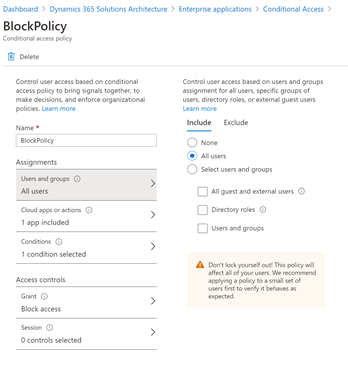 Dashboard > Dynamics 365 Solutions Architecture > Enterprise applications > Conditional Access >
BlockPolicy
Conditional access policy
Delete
Control user access based on conditional
access policy to bring signals together, to
make decisions, and enforce organizational
policies. Learn more
Name *
BlockPolicy
Assignments
Users and groups
All users
Cloud apps or actions
1 app included
Conditions
1 condition selected
Access controls
Grant
Block access
Session
0 controls selected
Control user access based on users and groups
assignment for all users, specific groups of
users, directory roles, or external guest users
Learn more
Include Exclude
None
All users
Select users and groups
All guest and external users
Directory roles
Users and groups
Don't lock yourself out! This policy will
affect all of your users. We recommend
applying a policy to a small set of
users first to verify it behaves as
expected.